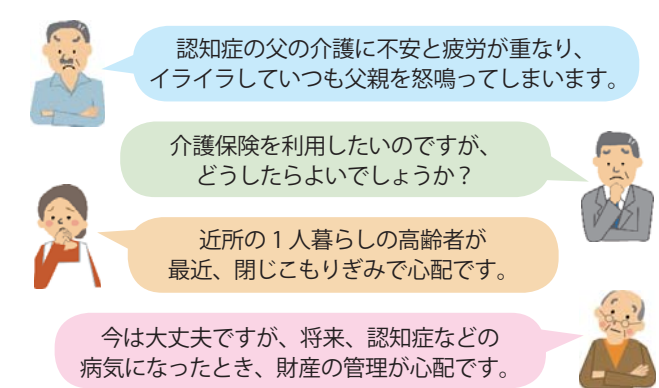 認知症の父の介護に不安と疲労が重なり、
イライラしていつも父親を怒鳴ってしまいます。
介護保険を利用したいのですが、
どうしたらよいでしょうか？
近所の１人暮らしの高齢者が
最近、閉じこもりぎみで心配です。
今は大丈夫ですが、将来、認知症などの
病気になったとき、財産の管理が心配です。